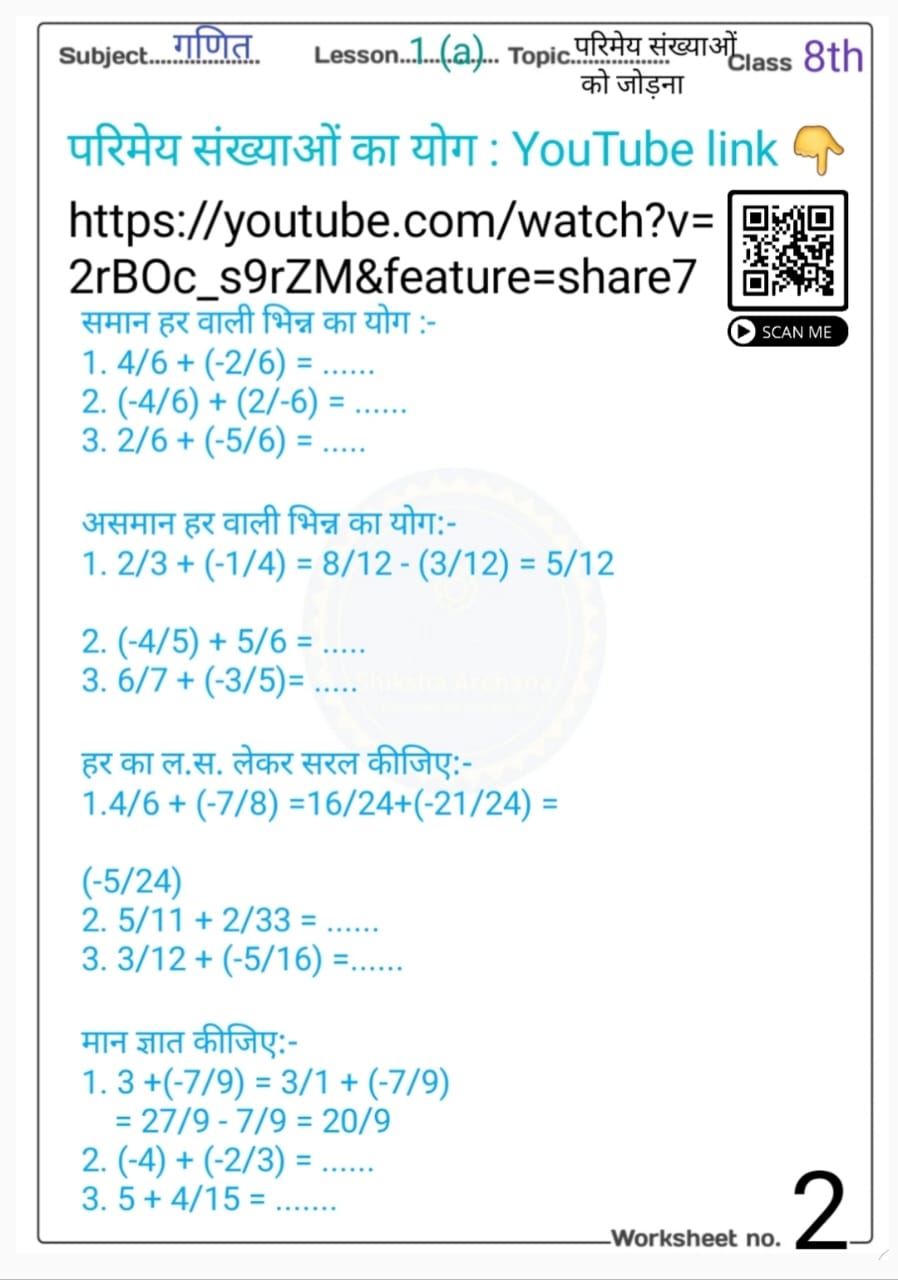 Subject....गणित....... Lesson...1...(a)... Topic...परिमेय संख्याओं Class 8th
को जोड़ना
परिमेय संख्याओं का योग : YouTube link 👇
https://youtube.com/watch?v=
2rBOc_s9rZM&feature=share7
SCAN ME
समान हर वाली भिन्न का योग :-
1. 4/6 + (-2/6) = ......
2. (-4/6) + (2/-6) = ......
3. 2/6 + (-5/6) = .....
असमान हर वाली भिन्न का योग:-
1. 2/3 + (-1/4) = 8/12 - (3/12) = 5/12
2. (-4/5) + 5/6 = .....
3. 6/7 + (-3/5)= .....
हर का ल.स. लेकर सरल कीजिए:-
1.4/6 + (-7/8) =16/24+(-21/24) =
(-5/24)
2. 5/11 + 2/33 = ......
3. 3/12 + (-5/16) =......
मान ज्ञात कीजिए:-
1. 3 +(-7/9) = 3/1 + (-7/9)
= 27/9 - 7/9 = 20/9
2. (-4) + (-2/3) = ......
3. 5 + 4/15 = .......
Worksheet no. 2